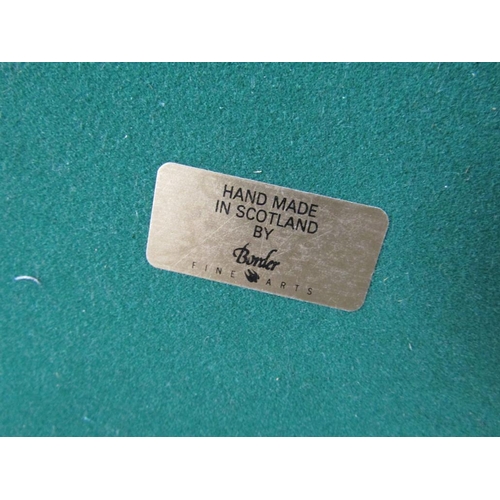 HAND MADE
IN SCOTLAND
BY
Border
FINE ARTS